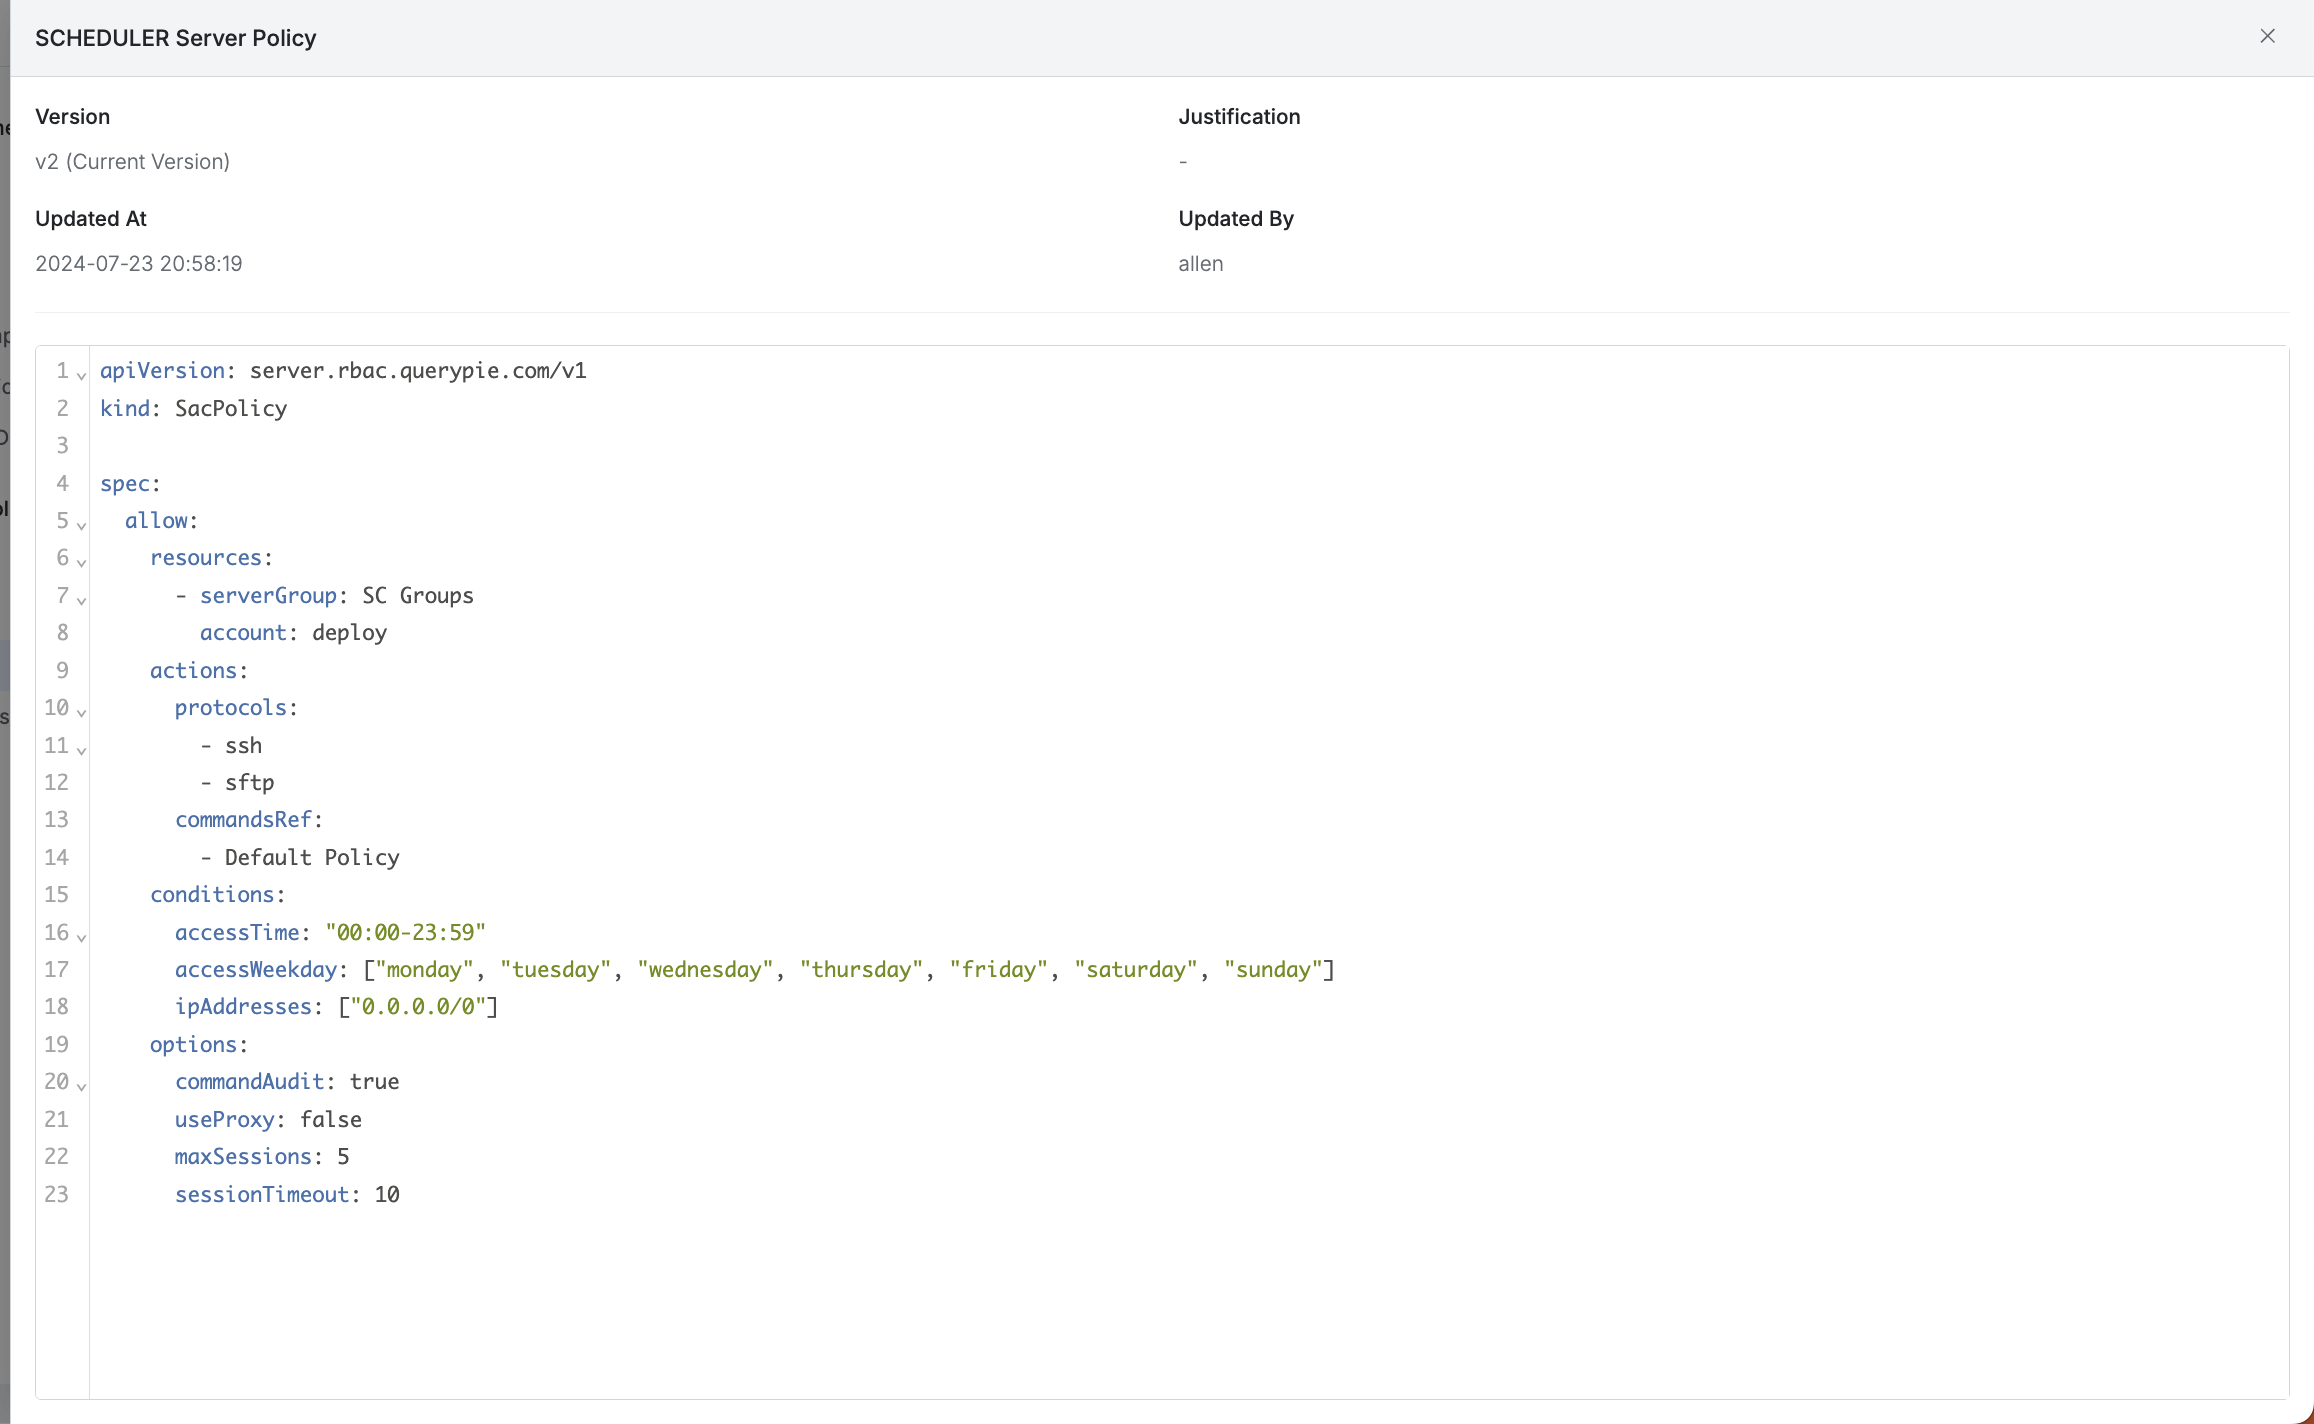 SCHEDULER Server Policy
Version
Justification
v2 (Current Version)
-
Updated At
Updated By
2024-07-23 20:58:19
allen
1 apiVersion: server.rbac.querypie.com/v1
2 kind: SacPolicy
3
4 spec:
5   allow:
6     resources:
7       - serverGroup: SC Groups
8         account: deploy
9     actions:
10       protocols:
11         - ssh
12         - sftp
13       commandsRef:
14         - Default Policy
15     conditions:
16       accessTime: "00:00-23:59"
17       accessWeekday: ["monday", "tuesday", "wednesday", "thursday", "friday", "saturday", "sunday"]
18       ipAddresses: ["0.0.0.0/0"]
19     options:
20       commandAudit: true
21       useProxy: false
22       maxSessions: 5
23       sessionTimeout: 10